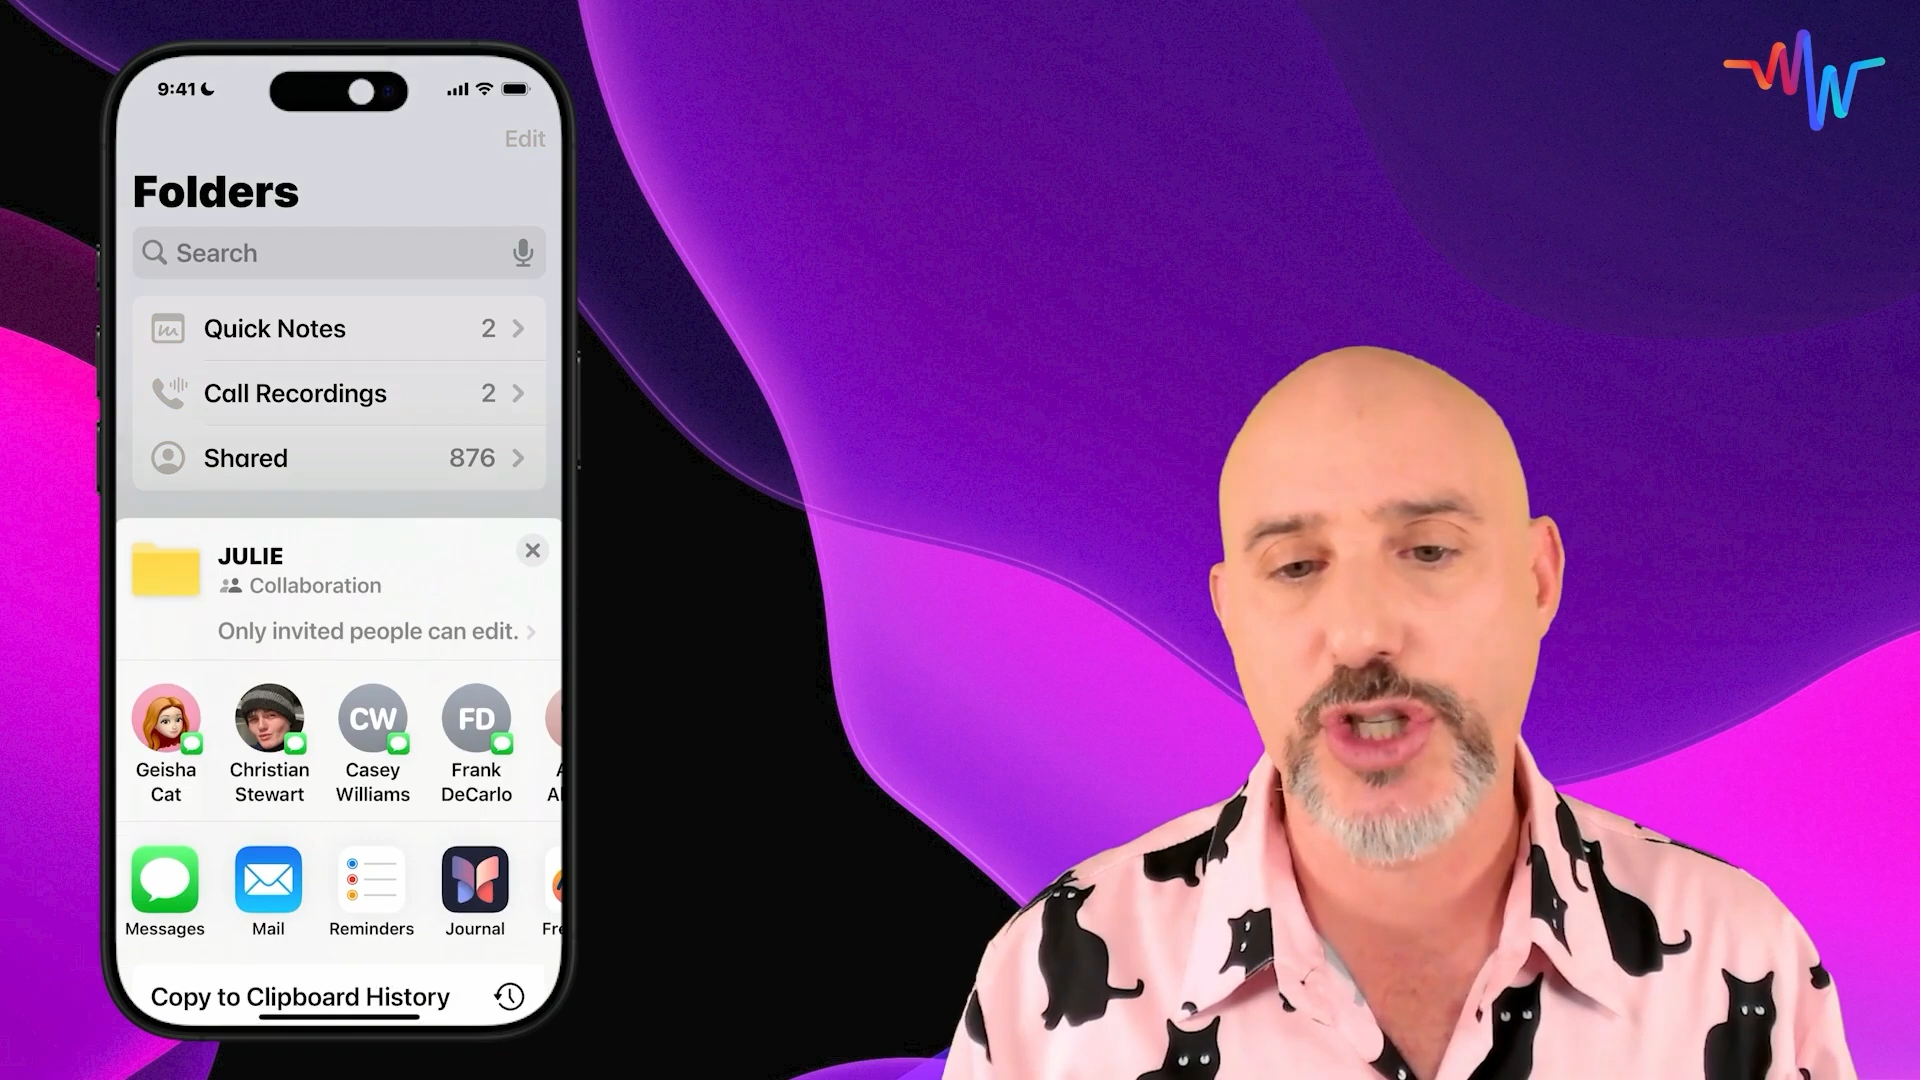 9:41
Edit
Folders
Search
Quick Notes 2
Call Recordings 2
Shared 876
JULIE
Collaboration
Only invited people can edit.
CW FD
Geisha Cat
Christian Stewart
Casey Williams
Frank DeCarlo
Messages Mail Reminders Journal
Copy to Clipboard History